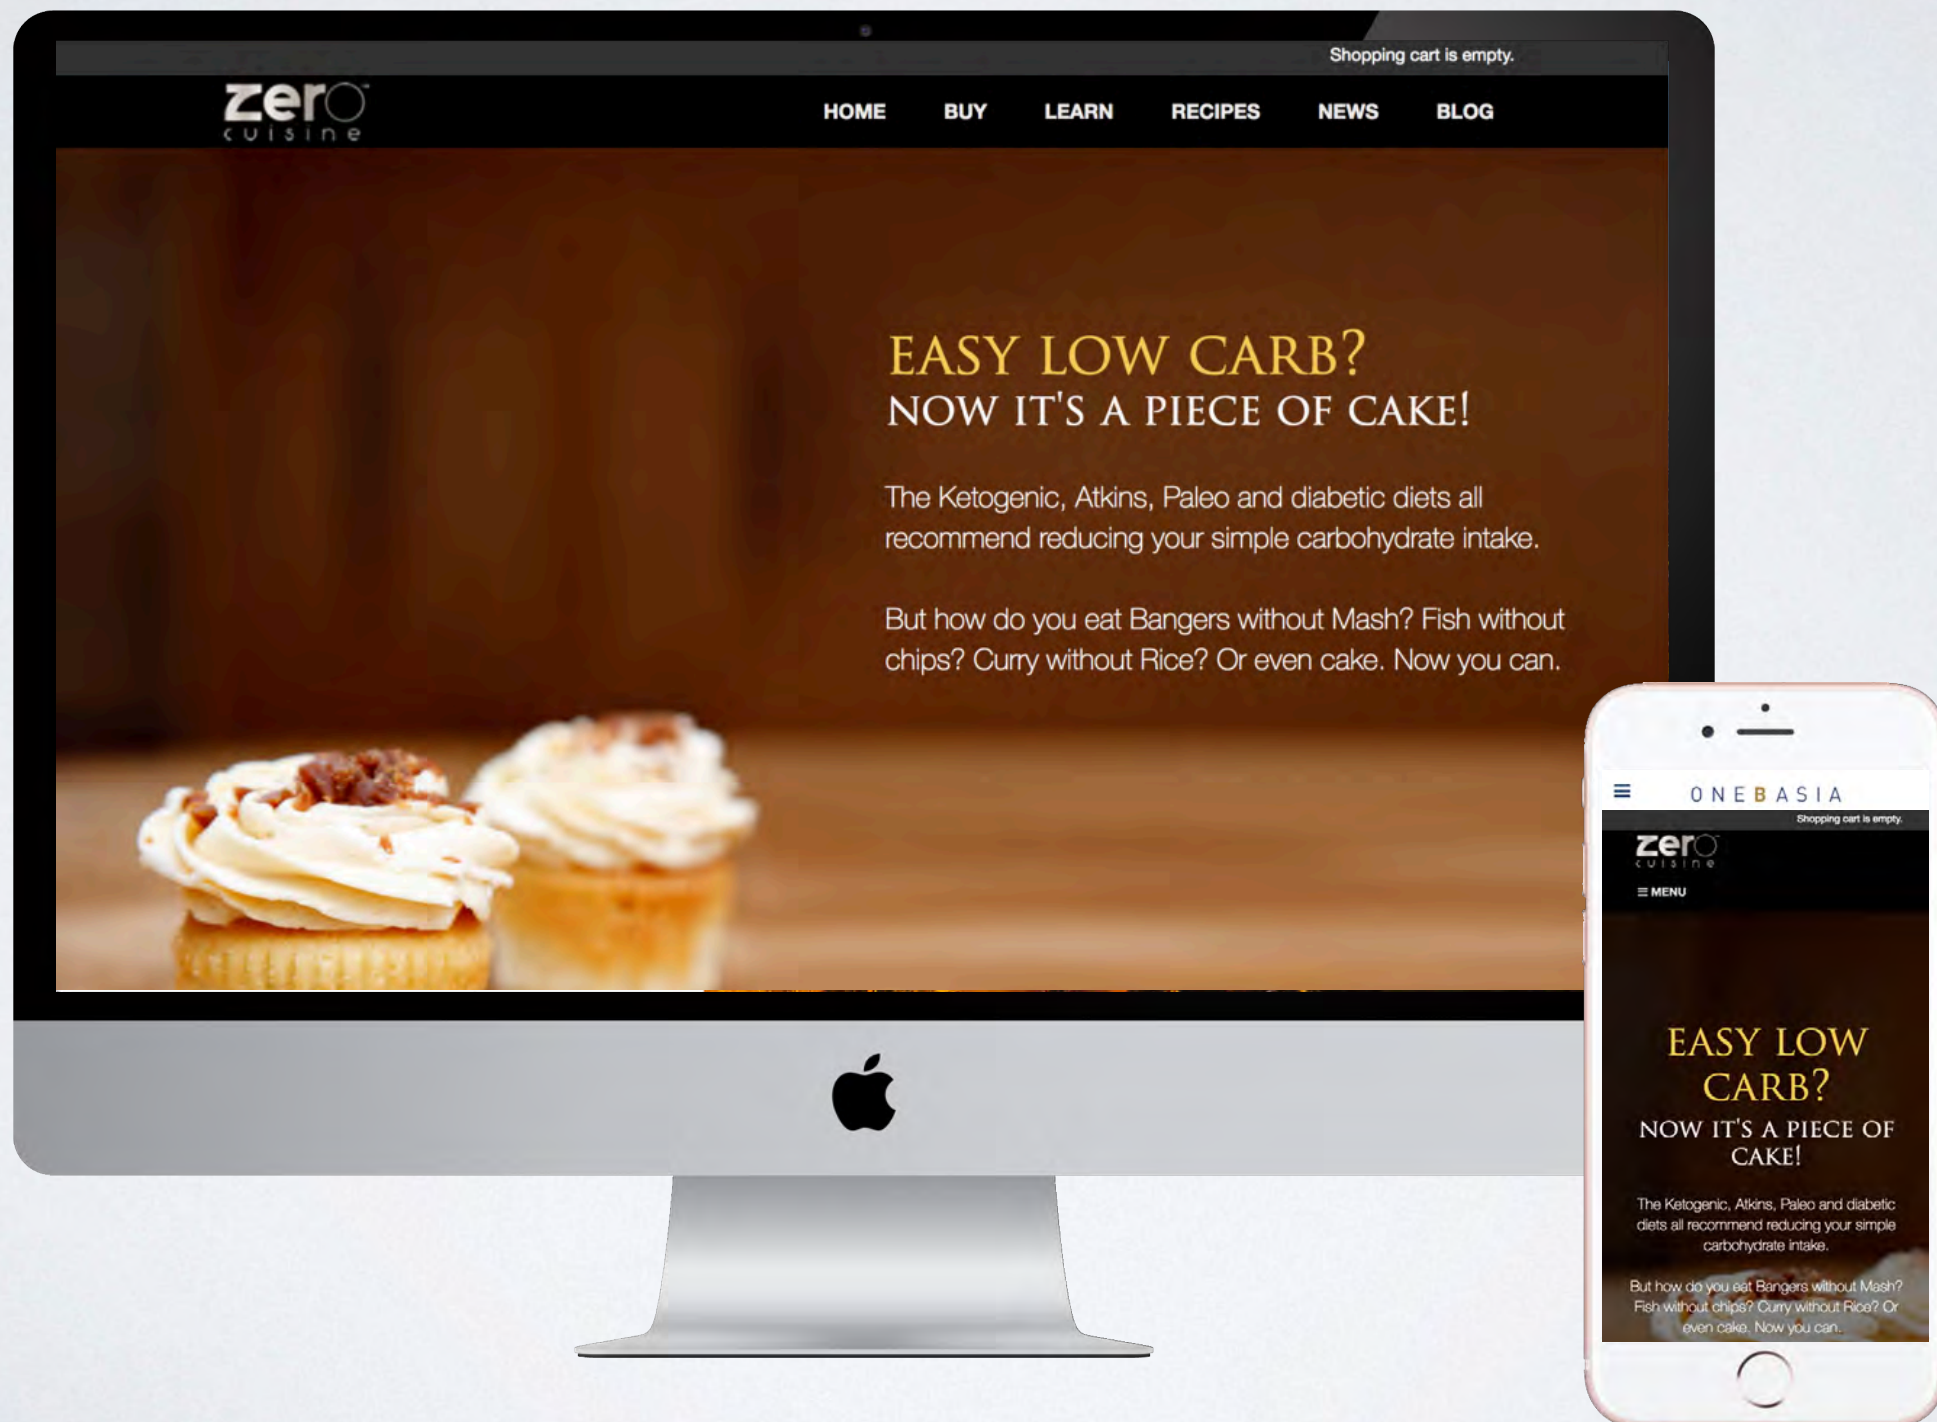 Shopping cart is empty.
zero™
cuisine
HOME BUY LEARN RECIPES NEWS BLOG
EASY LOW CARB?
NOW IT'S A PIECE OF CAKE!
The Ketogenic, Atkins, Paleo and diabetic diets all
recommend reducing your simple carbohydrate intake.
But how do you eat Bangers without Mash? Fish without
chips? Curry without Rice? Or even cake. Now you can.
ONEBASIA
Shopping cart is empty.
zero
cuisine
MENU
EASY LOW
CARB?
NOW IT'S A PIECE OF
CAKE!
The Ketogenic, Atkins, Paleo and diabetic
diets all recommend reducing your simple
carbohydrate intake.
But how do you eat Bangers without Mash?
Fish without chips? Curry without Rice? Or
even cake. Now you can.